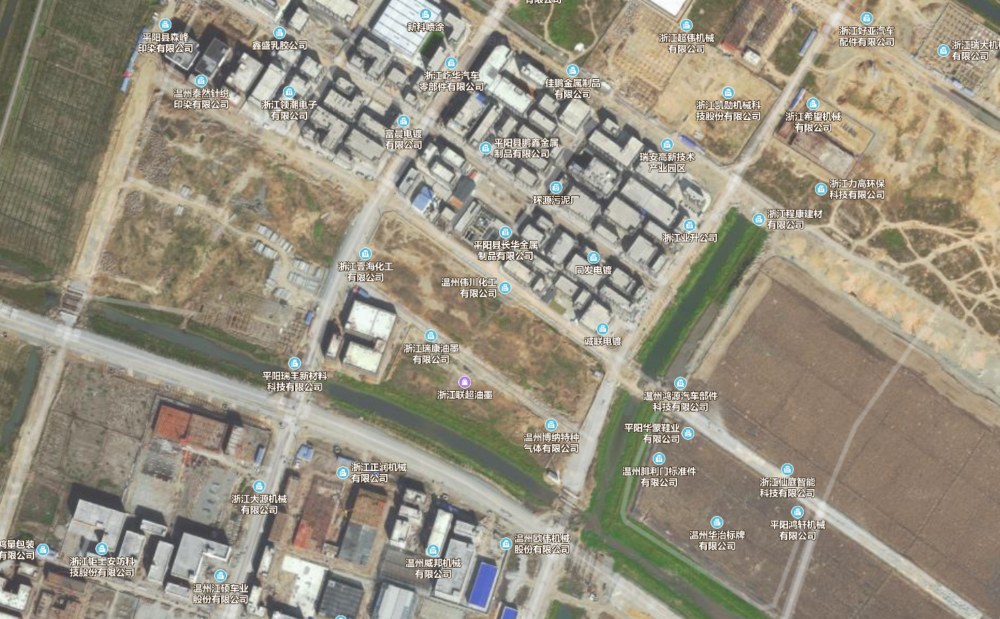 有限公司
新科喷涂
平阳县森峰
印染有限公司
鑫盛乳胶公司
浙江超伟机械
有限公司
浙江好亚汽车
配件有限公司
浙江瑞大机
有限公司
浙江屹华汽车
零部件有限公司
佳鹏金属制品
有限公司
温州泰然针织
印染有限公司
浙江领潮电子
有限公司
浙江凯勋机械科
技股份有限公司
浙江希望机械
有限公司
富晨电镀
有限公司
平阳县鹏鑫金属
制品有限公司
瑞安高新技术
产业园区
环源污泥厂
浙江力高环保
科技有限公司
浙江程康建材
有限公司
浙江业升公司
平阳县长华金属
制品有限公司
浙江壹海化工
有限公司
同发电镀
温州伟川化工
有限公司
诚联电镀
浙江瑞康油墨
有限公司
平阳瑞丰新材料
科技有限公司
浙江联超油墨
温州鸿源汽车部件
科技有限公司
平阳华蒙鞋业
有限公司
温州博纳特种
气体有限公司
温州腓利门标准件
有限公司
浙江正润机械
有限公司
浙江仙庭智能
科技有限公司
浙江大源机械
有限公司
平阳鸿轩机械
有限公司
温州华治标牌
有限公司
鸿量包装
有限公司
浙江钜士安防科
技股份有限公司
温州欧伟机械
股份有限公司
温州威邦机械
有限公司
温州江硕车业
股份有限公司